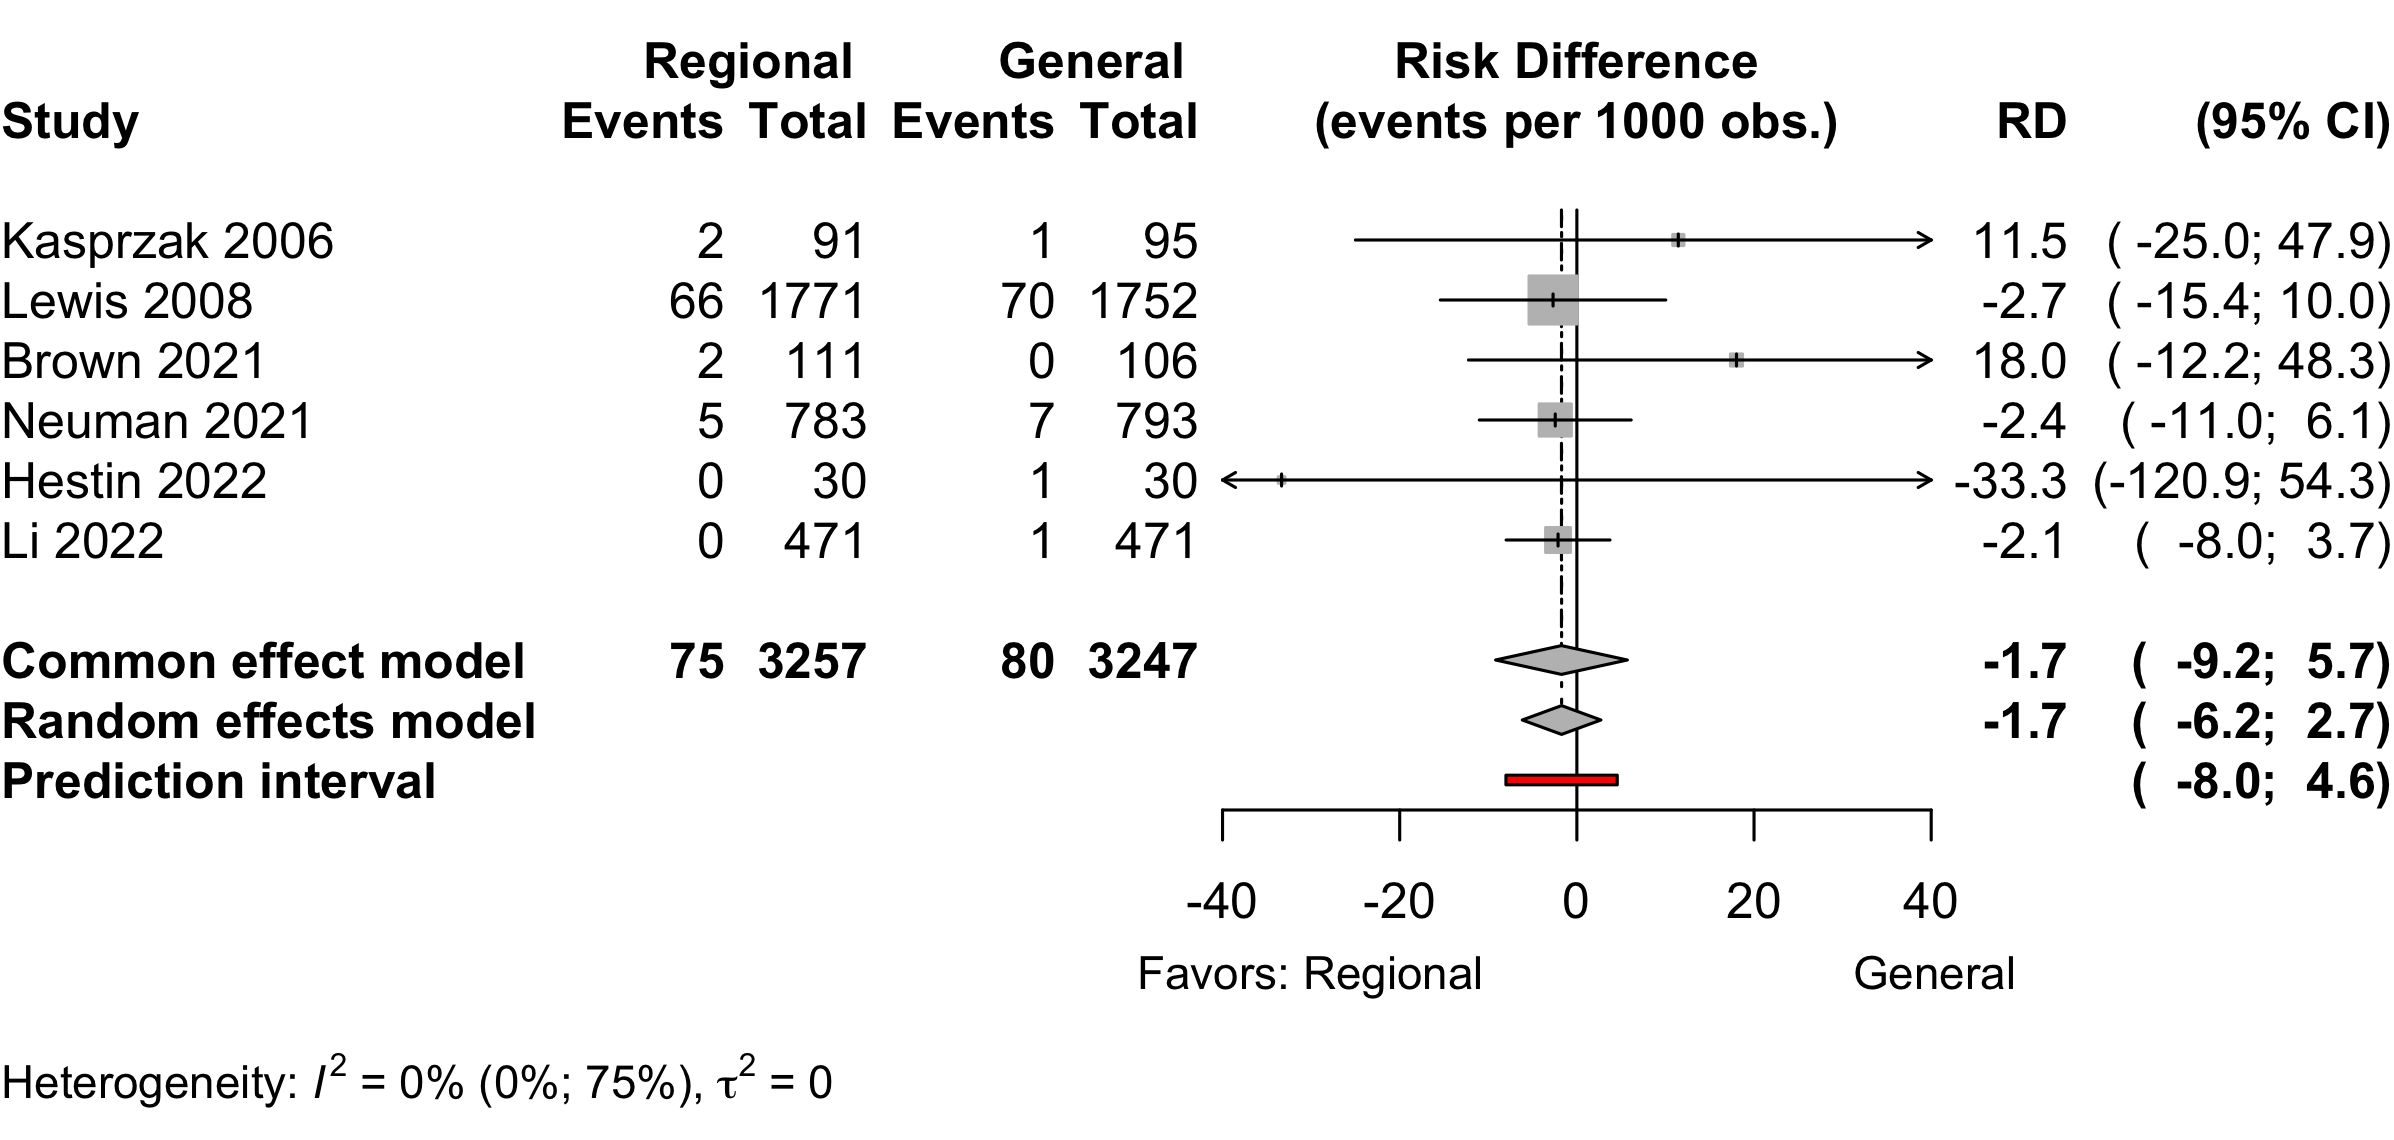 Regional General Risk Difference
Study Events Total Events Total (events per 1000 obs.) RD (95% CI)
Kasprzak 2006 2 91 1 95 11.5 ( -25.0; 47.9)
Lewis 2008 66 1771 70 1752 -2.7 ( -15.4; 10.0)
Brown 2021 2 111 0 106 18.0 ( -12.2; 48.3)
Neuman 2021 5 783 7 793 -2.4 ( -11.0; 6.1)
Hestin 2022 0 30 1 30 -33.3 (-120.9; 54.3)
Li 2022 0 471 1 471 -2.1 ( -8.0; 3.7)
Common effect model 75 3257 80 3247 -1.7 ( -9.2; 5.7)
Random effects model -1.7 ( -6.2; 2.7)
Prediction interval ( -8.0; 4.6)
-40 -20 0 20 40
Favors: Regional General
Heterogeneity: I² = 0% (0%; 75%), τ² = 0